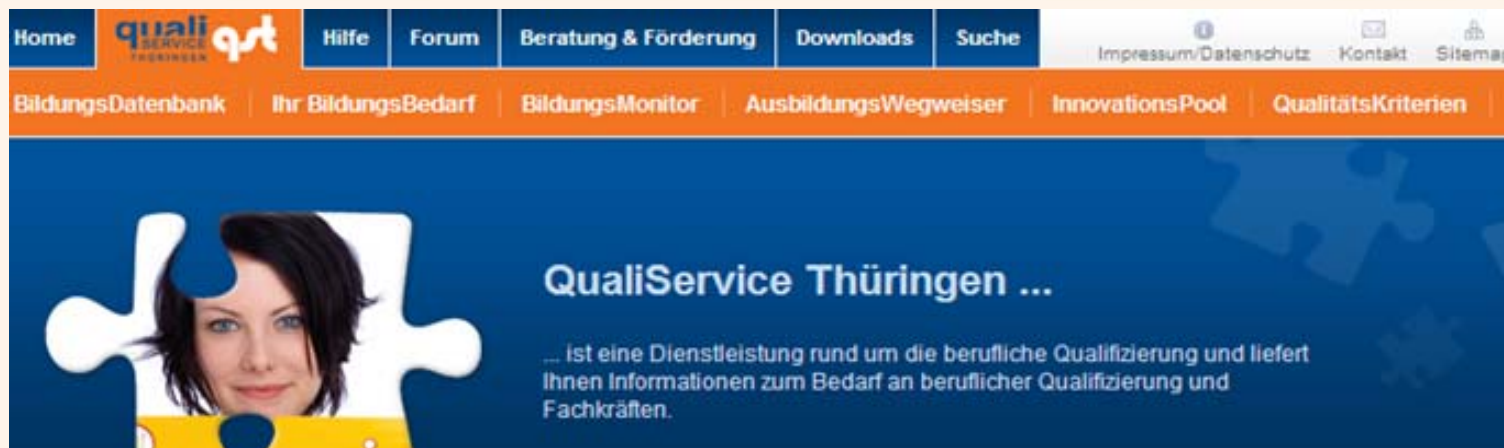 Home
quali
SERVICE
THÜRINGEN
qst
Hilfe
Forum
Beratung & Förderung
Downloads
Suche
Impressum/Datenschutz
Kontakt
Sitemap
BildungsDatenbank
Ihr BildungsBedarf
BildungsMonitor
AusbildungsWegweiser
InnovationsPool
QualitätsKriterien
QualiService Thüringen ...
... ist eine Dienstleistung rund um die berufliche Qualifizierung und liefert
Ihnen Informationen zum Bedarf an beruflicher Qualifizierung und
Fachkräften.